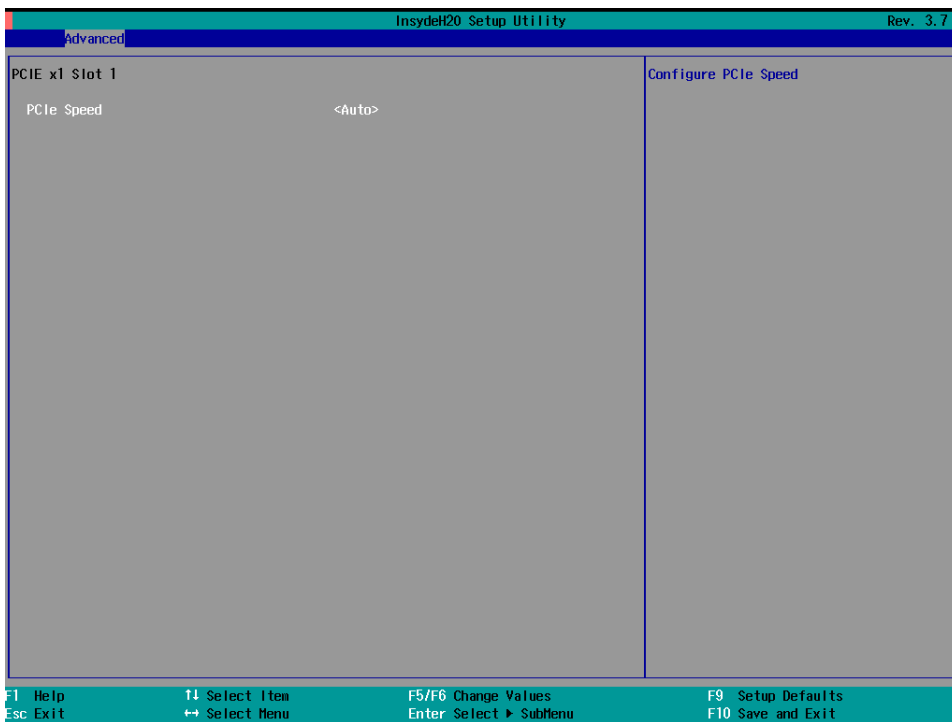 InsydeH20 Setup Utility Rev. 3.7
Advanced
PCIE x1 Slot 1 Configure PCIe Speed
PCIe Speed <Auto>
F1 Help ↑↓ Select Item F5/F6 Change Values F9 Setup Defaults
Esc Exit ↔ Select Menu Enter Select ▶ SubMenu F10 Save and Exit